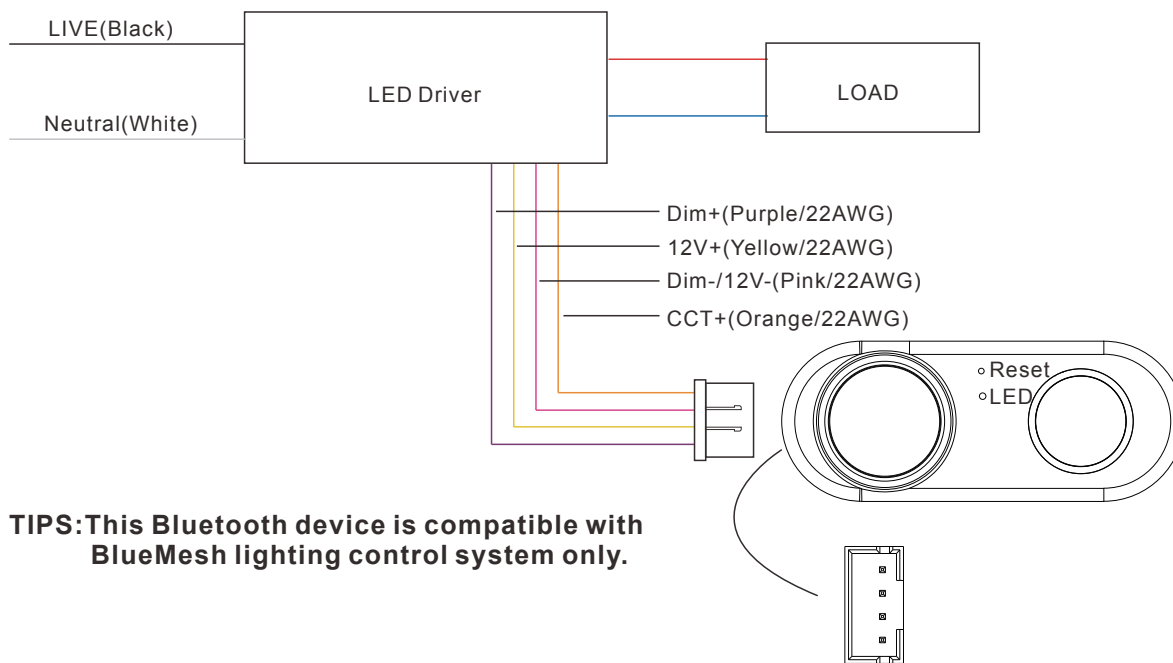 LIVE(Black)
LED Driver
LOAD
Neutral(White)
Dim+(Purple/22AWG)
12V+(Yellow/22AWG)
Dim-/12V-(Pink/22AWG)
CCT+(Orange/22AWG)
Reset
LED
TIPS:This Bluetooth device is compatible with
BlueMesh lighting control system only.